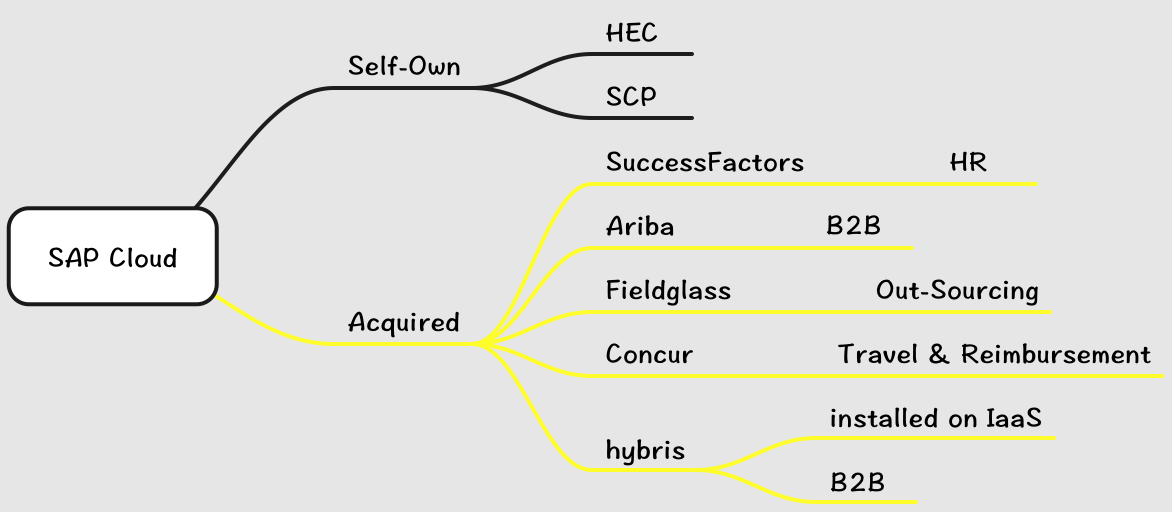 HEC
Self-Own
SCP
SuccessFactors HR
Ariba B2B
SAP Cloud
Fieldglass Out-Sourcing
Acquired
Concur Travel & Reimbursement
installed on IaaS
hybris
B2B